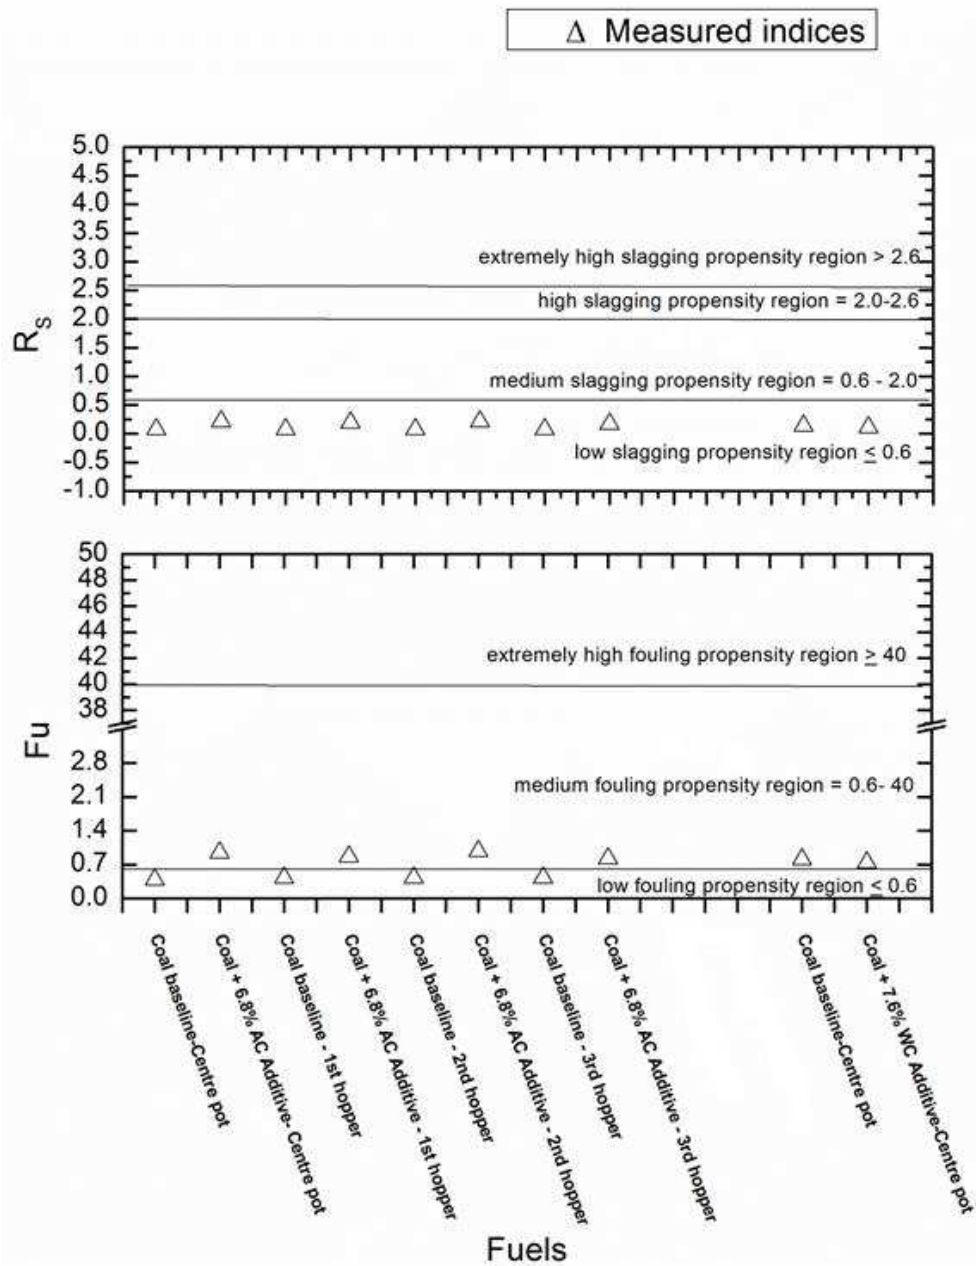 Δ Measured indices
5.0
4.5
4.0
3.5
3.0
2.5
2.0
1.5
1.0
0.5
0.0
-0.5
-1.0
R_S
extremely high slagging propensity region > 2.6
high slagging propensity region = 2.0-2.6
medium slagging propensity region = 0.6 - 2.0
low slagging propensity region ≤ 0.6
50
48
46
44
42
40
38
2.8
2.1
1.4
0.7
0.0
Fu
extremely high fouling propensity region ≥ 40
medium fouling propensity region = 0.6- 40
low fouling propensity region ≤ 0.6
Coal baseline-Centre pot
Coal + 6.8% AC Additive- Centre pot
Coal baseline - 1st hopper
Coal + 6.8% AC Additive - 1st hopper
Coal baseline - 2nd hopper
Coal + 6.8% AC Additive - 2nd hopper
Coal baseline - 3rd hopper
Coal + 6.8% AC Additive - 3rd hopper
Coal baseline-Centre pot
Coal + 7.6% WC Additive-Centre pot
Fuels